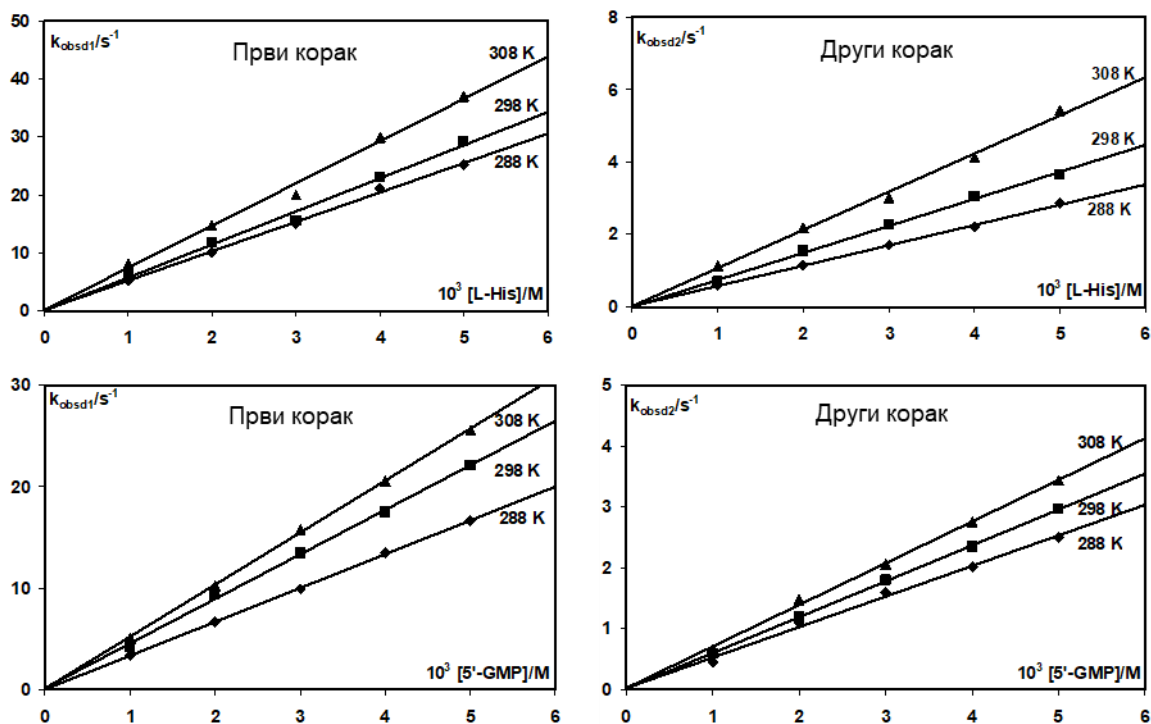 k_obsd1/s⁻¹
Први корак
308 K
298 K
288 K
10³ [L-His]/M
50
40
30
20
10
0
0 1 2 3 4 5 6
k_obsd2/s⁻¹
Други корак
308 K
298 K
288 K
10³ [L-His]/M
8
6
4
2
0
0 1 2 3 4 5 6
k_obsd1/s⁻¹
Први корак
308 K
298 K
288 K
10³ [5'-GMP]/M
30
20
10
0
0 1 2 3 4 5 6
k_obsd2/s⁻¹
Други корак
308 K
298 K
288 K
10³ [5'-GMP]/M
5
4
3
2
1
0
0 1 2 3 4 5 6